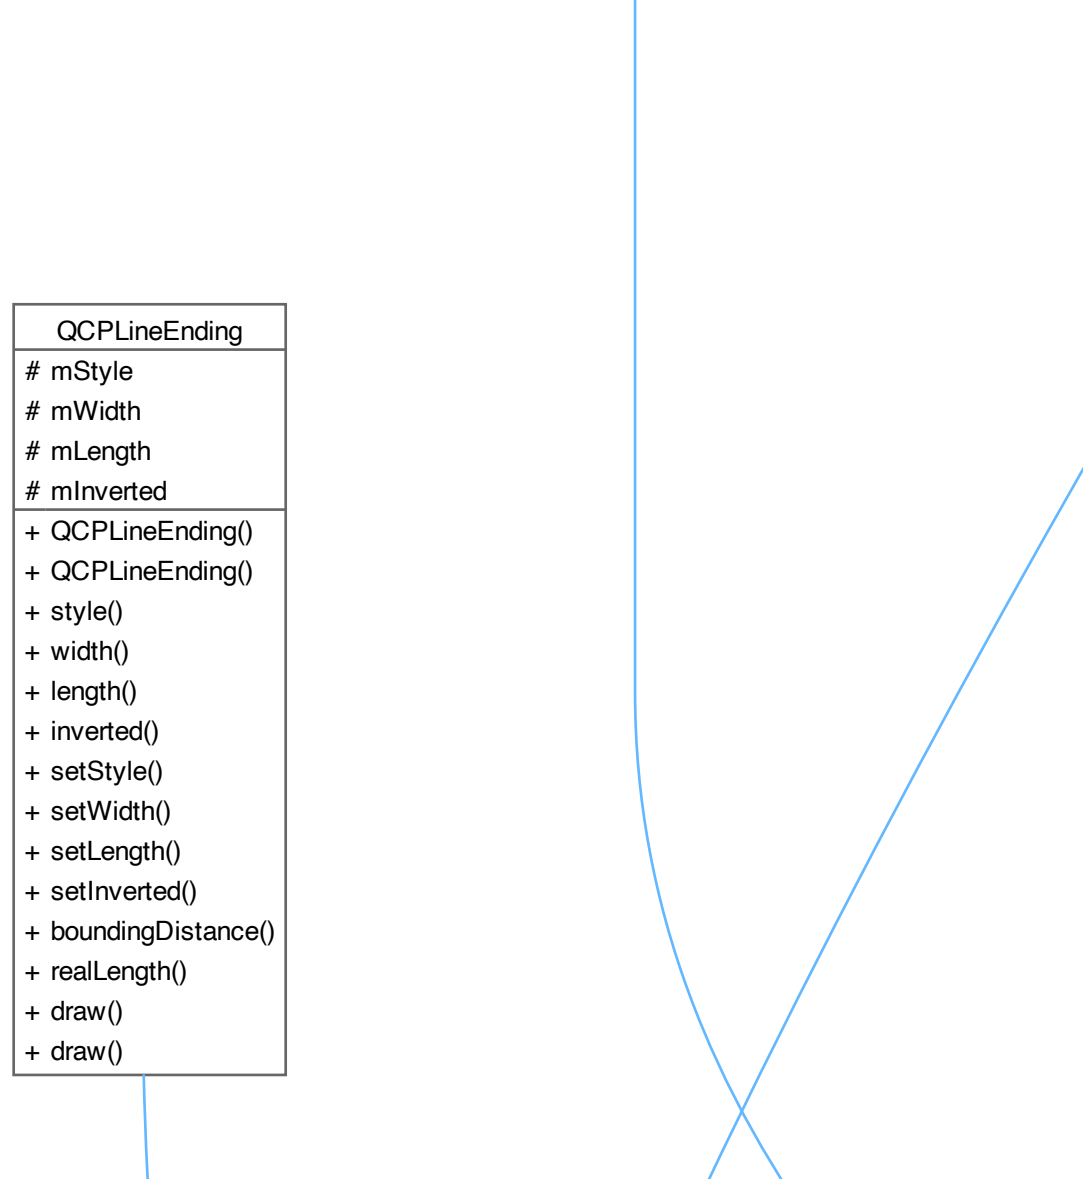 QCPLineEnding
# mStyle
# mWidth
# mLength
# mInverted
+ QCPLineEnding()
+ QCPLineEnding()
+ style()
+ width()
+ length()
+ inverted()
+ setStyle()
+ setWidth()
+ setLength()
+ setInverted()
+ boundingDistance()
+ realLength()
+ draw()
+ draw()